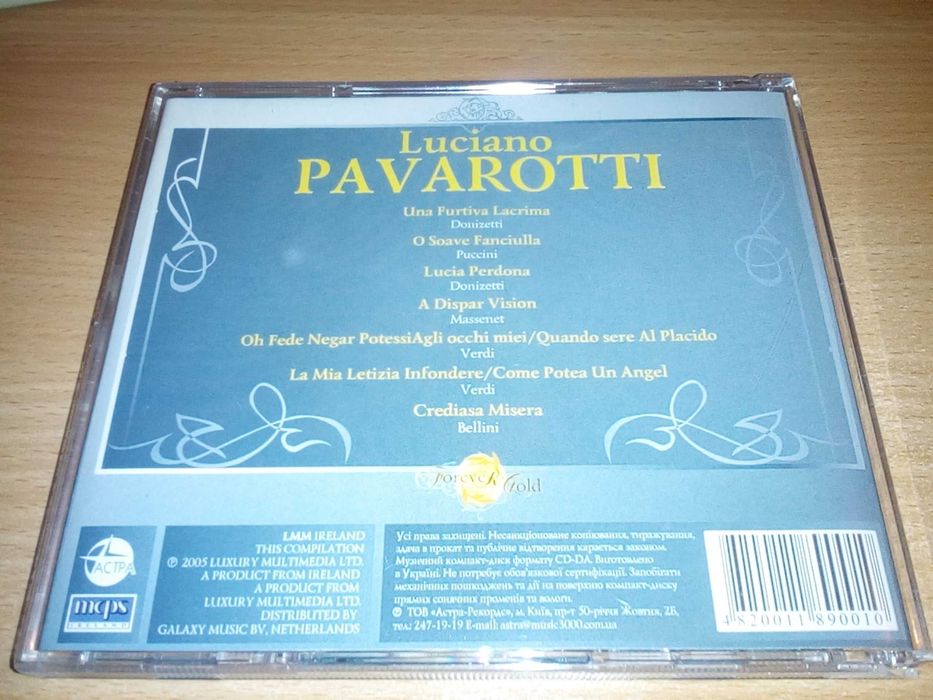 Luciano
PAVAROTTI
Una Furtiva Lacrima
Donizetti
O Soave Fanciulla
Puccini
Lucia Perdona
Donizetti
A Dispar Vision
Massenet
Oh Fede Negar PotessiAgli occhi miei/Quando sere Al Placido
Verdi
La Mia Letizia Infondere/Come Potea Un Angel
Verdi
Crediasa Misera
Bellini
ForeveR Gold
АСТРА
mcps
IRELAND
LMM IRELAND
THIS COMPILATION
℗ 2005 LUXURY MULTIMEDIA LTD.
A PRODUCT FROM IRELAND
A PRODUCT FROM
LUXURY MULTIMEDIA LTD.
DISTRIBUTED BY
GALAXY MUSIC BV, NETHERLANDS
Усі права захищені. Несанкціоноване копіювання, тиражування,
здача в прокат та публічне відтворення карається законом.
Музичний компакт-диск формату CD-DA. Виготовлено
в Україні. Не потребує обов'язкової сертифікації. Запобігати
механічних пошкоджень та дії на поверхню компакт-диску
прямих сонячних променів та вологи.
℗ ТОВ «Астра-Рекордс», м. Київ, пр-т 50-річчя Жовтня, 2Б,
тел.: 247-19-19 E-mail: astra@music3000.com.ua
4 820011 890010